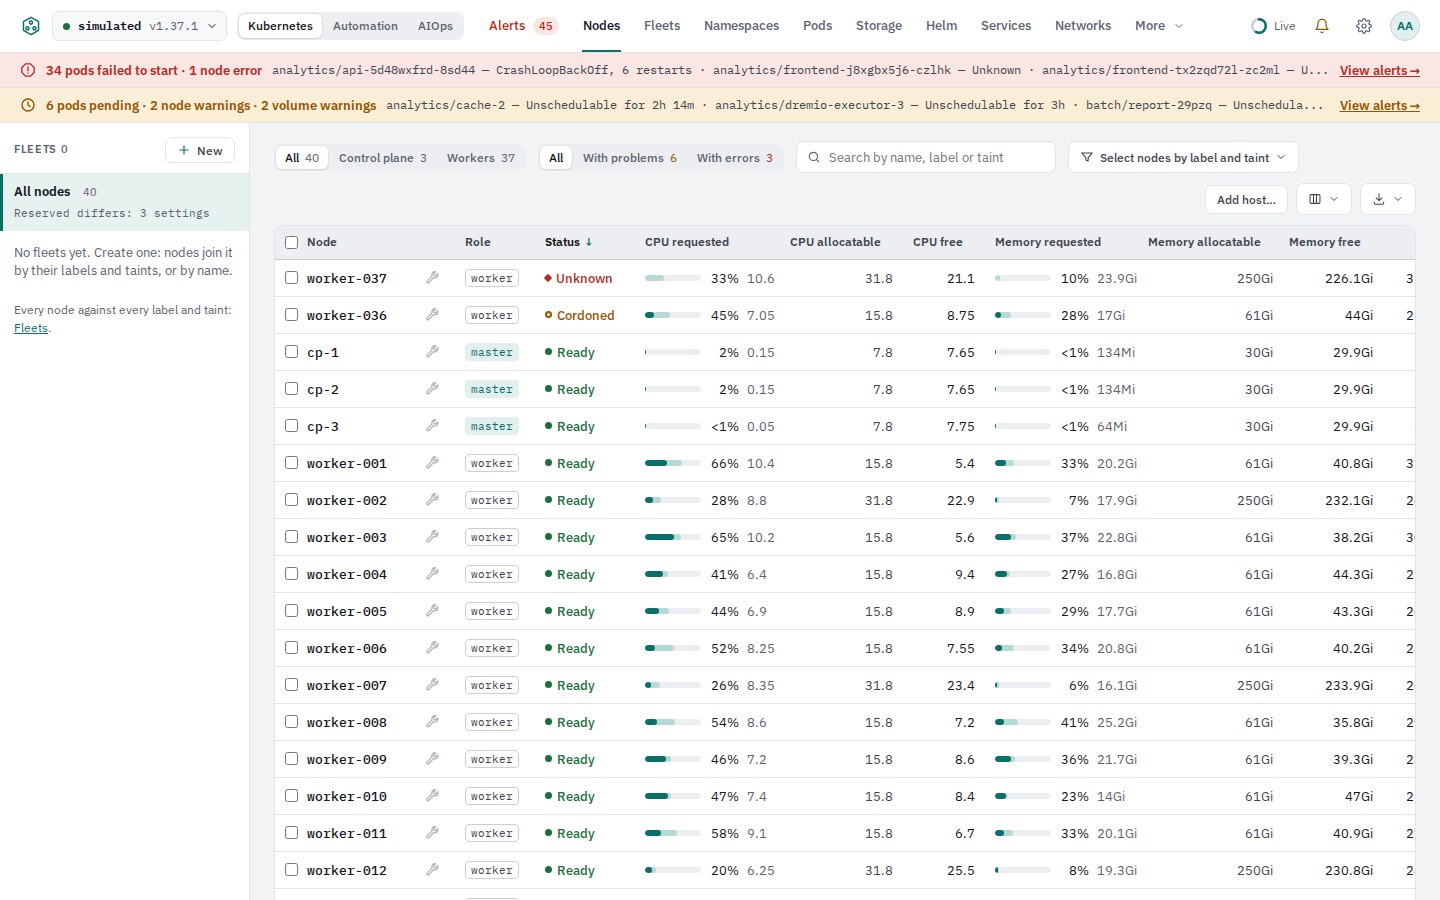 simulated v1.37.1 Kubernetes Automation AIOps Alerts 45 Nodes Fleets Namespaces Pods Storage Helm Services Networks More Live AA
34 pods failed to start · 1 node error analytics/api-5d48wxfrd-8sd44 — CrashLoopBackOff, 6 restarts · analytics/frontend-j8xgbx5j6-czlhk — Unknown · analytics/frontend-tx2zqd72l-zc2ml — U... View alerts →
6 pods pending · 2 node warnings · 2 volume warnings analytics/cache-2 — Unschedulable for 2h 14m · analytics/dremio-executor-3 — Unschedulable for 3h · batch/report-29pzq — Unschedula... View alerts →
FLEETS 0 + New
All nodes 40
Reserved differs: 3 settings
No fleets yet. Create one: nodes join it
by their labels and taints, or by name.
Every node against every label and taint:
Fleets.
All 40 Control plane 3 Workers 37 All With problems 6 With errors 3 Search by name, label or taint Select nodes by label and taint
Add host...
Node Role Status ↓ CPU requested CPU allocatable CPU free Memory requested Memory allocatable Memory free
worker-037 worker Unknown 33% 10.6 31.8 21.1 10% 23.9Gi 250Gi 226.1Gi
worker-036 worker Cordoned 45% 7.05 15.8 8.75 28% 17Gi 61Gi 44Gi
cp-1 master Ready 2% 0.15 7.8 7.65 <1% 134Mi 30Gi 29.9Gi
cp-2 master Ready 2% 0.15 7.8 7.65 <1% 134Mi 30Gi 29.9Gi
cp-3 master Ready <1% 0.05 7.8 7.75 <1% 64Mi 30Gi 29.9Gi
worker-001 worker Ready 66% 10.4 15.8 5.4 33% 20.2Gi 61Gi 40.8Gi
worker-002 worker Ready 28% 8.8 31.8 22.9 7% 17.9Gi 250Gi 232.1Gi
worker-003 worker Ready 65% 10.2 15.8 5.6 37% 22.8Gi 61Gi 38.2Gi
worker-004 worker Ready 41% 6.4 15.8 9.4 27% 16.8Gi 61Gi 44.3Gi
worker-005 worker Ready 44% 6.9 15.8 8.9 29% 17.7Gi 61Gi 43.3Gi
worker-006 worker Ready 52% 8.25 15.8 7.55 34% 20.8Gi 61Gi 40.2Gi
worker-007 worker Ready 26% 8.35 31.8 23.4 6% 16.1Gi 250Gi 233.9Gi
worker-008 worker Ready 54% 8.6 15.8 7.2 41% 25.2Gi 61Gi 35.8Gi
worker-009 worker Ready 46% 7.2 15.8 8.6 36% 21.7Gi 61Gi 39.3Gi
worker-010 worker Ready 47% 7.4 15.8 8.4 23% 14Gi 61Gi 47Gi
worker-011 worker Ready 58% 9.1 15.8 6.7 33% 20.1Gi 61Gi 40.9Gi
worker-012 worker Ready 20% 6.25 31.8 25.5 8% 19.3Gi 250Gi 230.8Gi